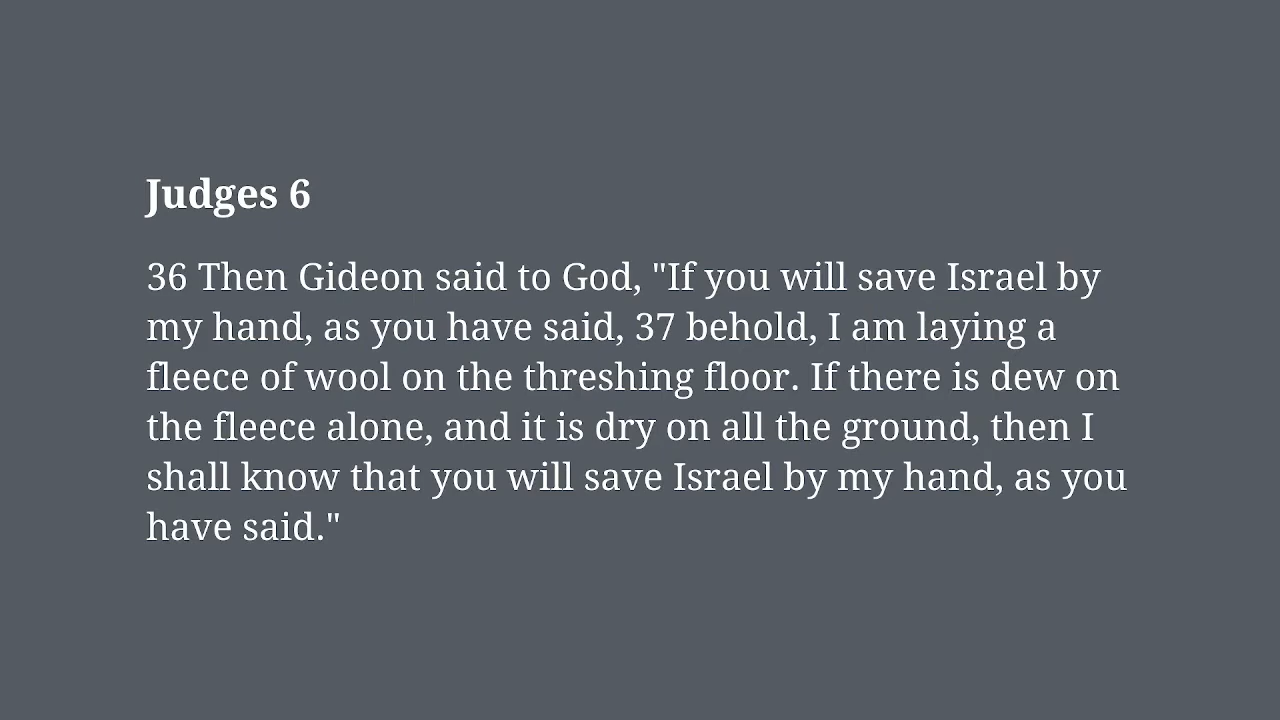 Judges 6
36 Then Gideon said to God, "If you will save Israel by
my hand, as you have said, 37 behold, I am laying a
fleece of wool on the threshing floor. If there is dew on
the fleece alone, and it is dry on all the ground, then I
shall know that you will save Israel by my hand, as you
have said."